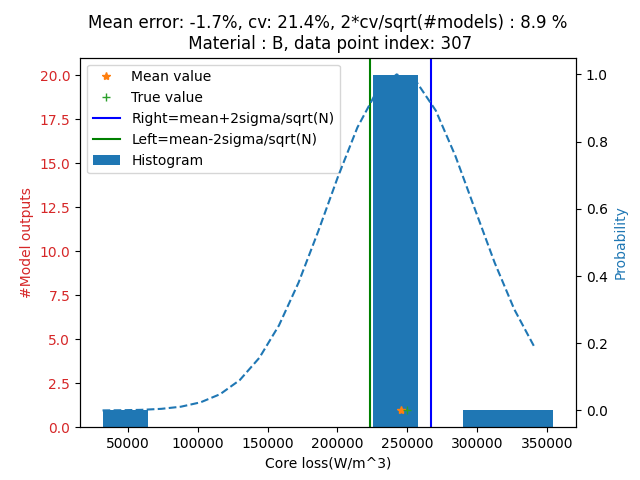 Mean error: -1.7%, cv: 21.4%, 2*cv/sqrt(#models) : 8.9 %
Material : B, data point index: 307
Mean value
True value
Right=mean+2sigma/sqrt(N)
Left=mean-2sigma/sqrt(N)
Histogram
#Model outputs
20.0
17.5
15.0
12.5
10.0
7.5
5.0
2.5
0.0
1.0
0.8
0.6
0.4
0.2
0.0
Probability
50000 100000 150000 200000 250000 300000 350000
Core loss(W/m^3)